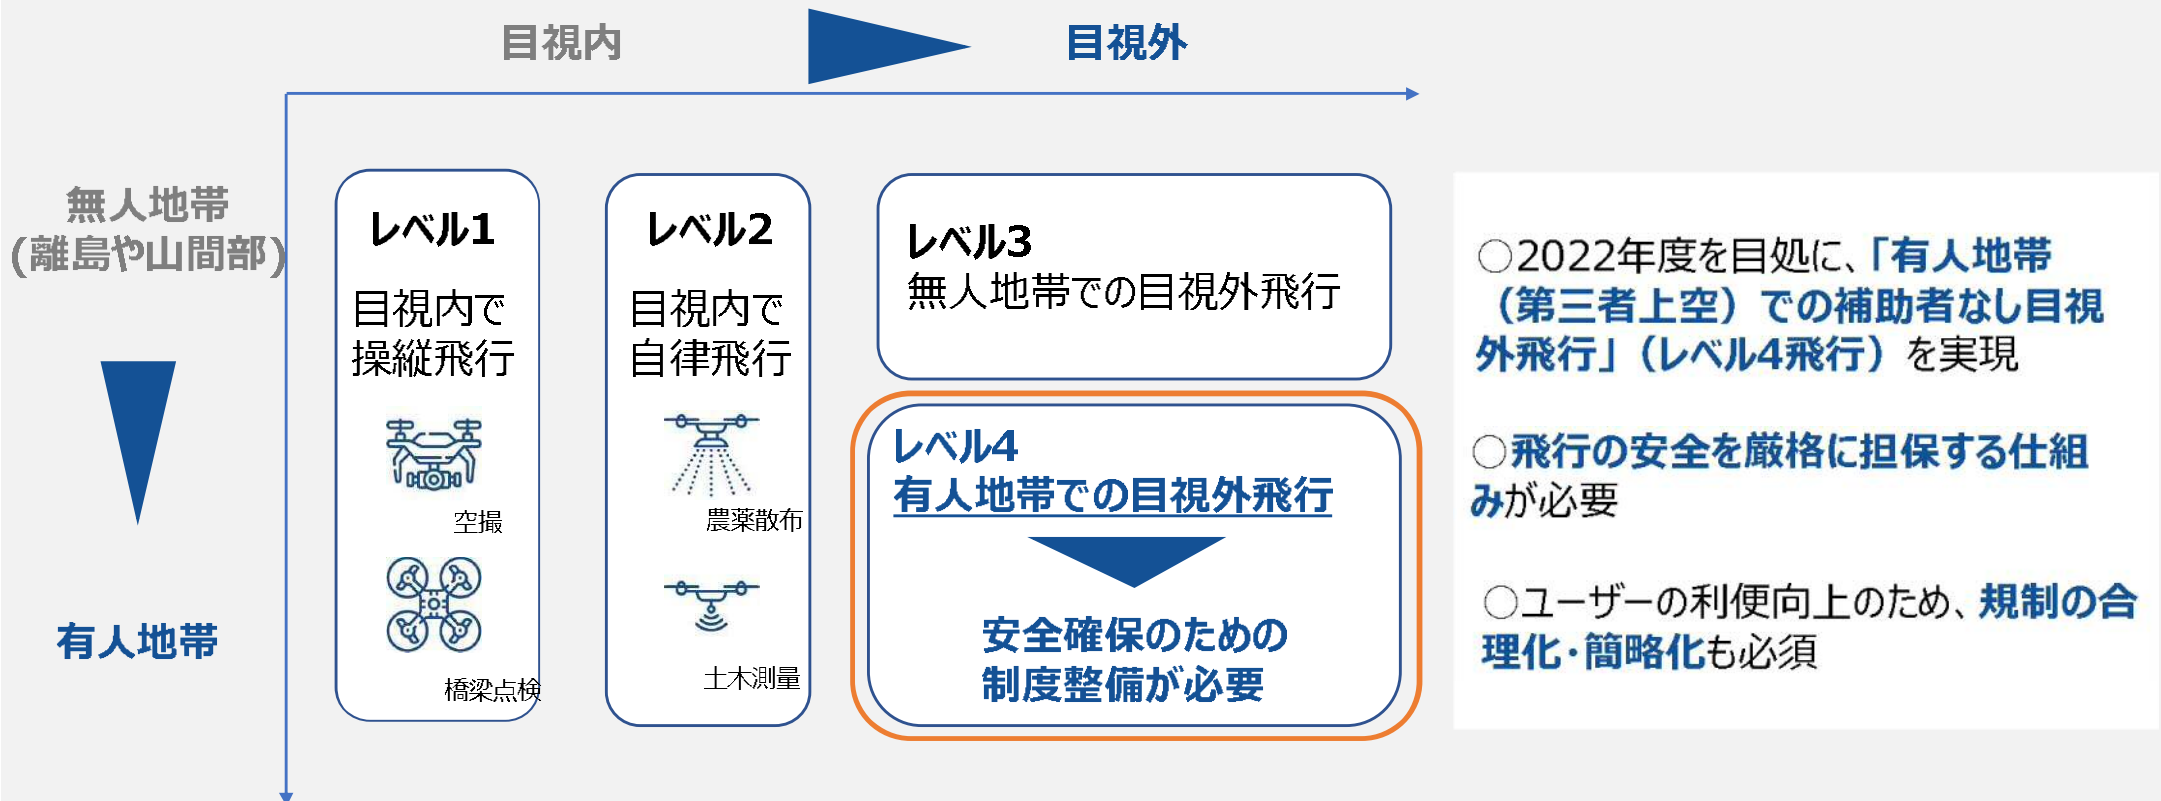 目視内
目視外
無人地帯
(離島や山間部)
有人地帯
レベル1
目視内で
操縦飛行
空撮
橋梁点検
レベル2
目視内で
自律飛行
農薬散布
土木測量
レベル3
無人地帯での目視外飛行
レベル4
有人地帯での目視外飛行
安全確保のための
制度整備が必要
○2022年度を目処に、「有人地帯
（第三者上空）での補助者なし目視
外飛行」（レベル4飛行）を実現
○飛行の安全を厳格に担保する仕組
みが必要
○ユーザーの利便向上のため、規制の合
理化・簡略化も必須